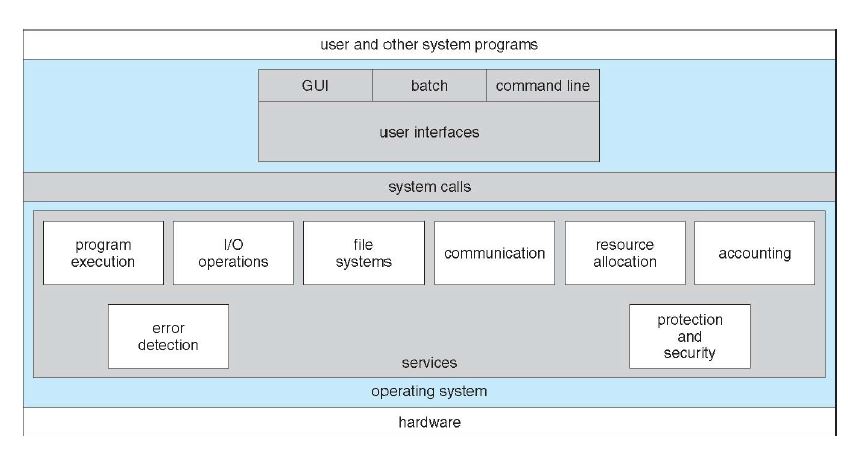 user and other system programs
GUI batch command line
user interfaces
system calls
program
execution
I/O
operations
file
systems
communication
resource
allocation
accounting
error
detection
protection
and
security
services
operating system
hardware